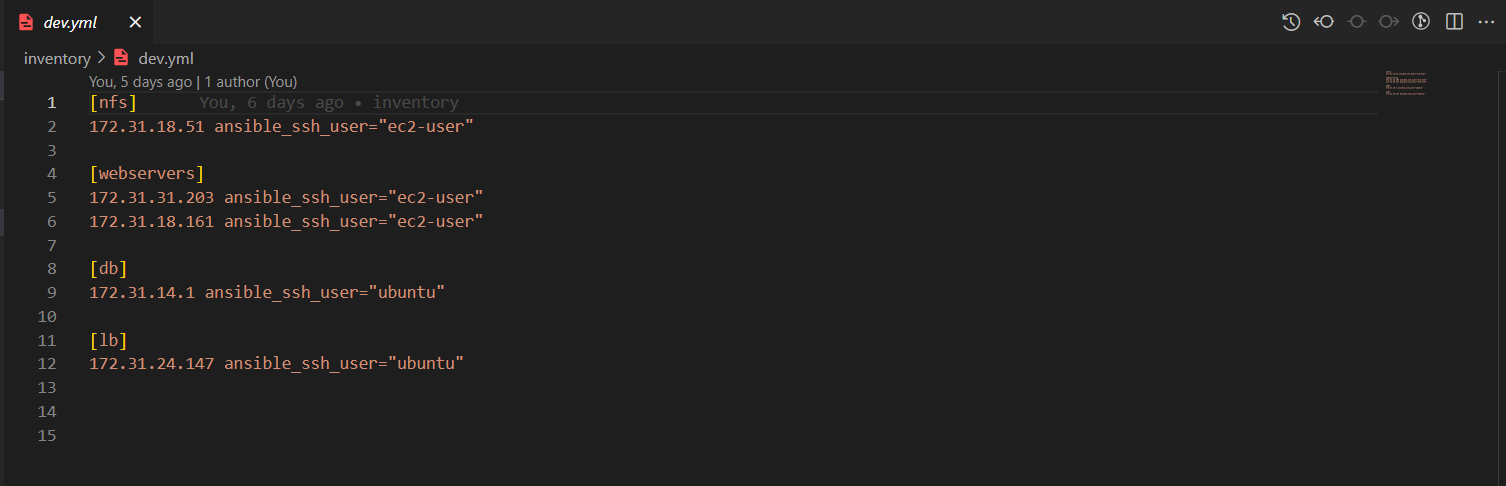 dev.yml
inventory > dev.yml
You, 5 days ago | 1 author (You)
1 [nfs] You, 6 days ago • inventory
2 172.31.18.51 ansible_ssh_user="ec2-user"
3
4 [webservers]
5 172.31.31.203 ansible_ssh_user="ec2-user"
6 172.31.18.161 ansible_ssh_user="ec2-user"
7
8 [db]
9 172.31.14.1 ansible_ssh_user="ubuntu"
10
11 [lb]
12 172.31.24.147 ansible_ssh_user="ubuntu"
13
14
15